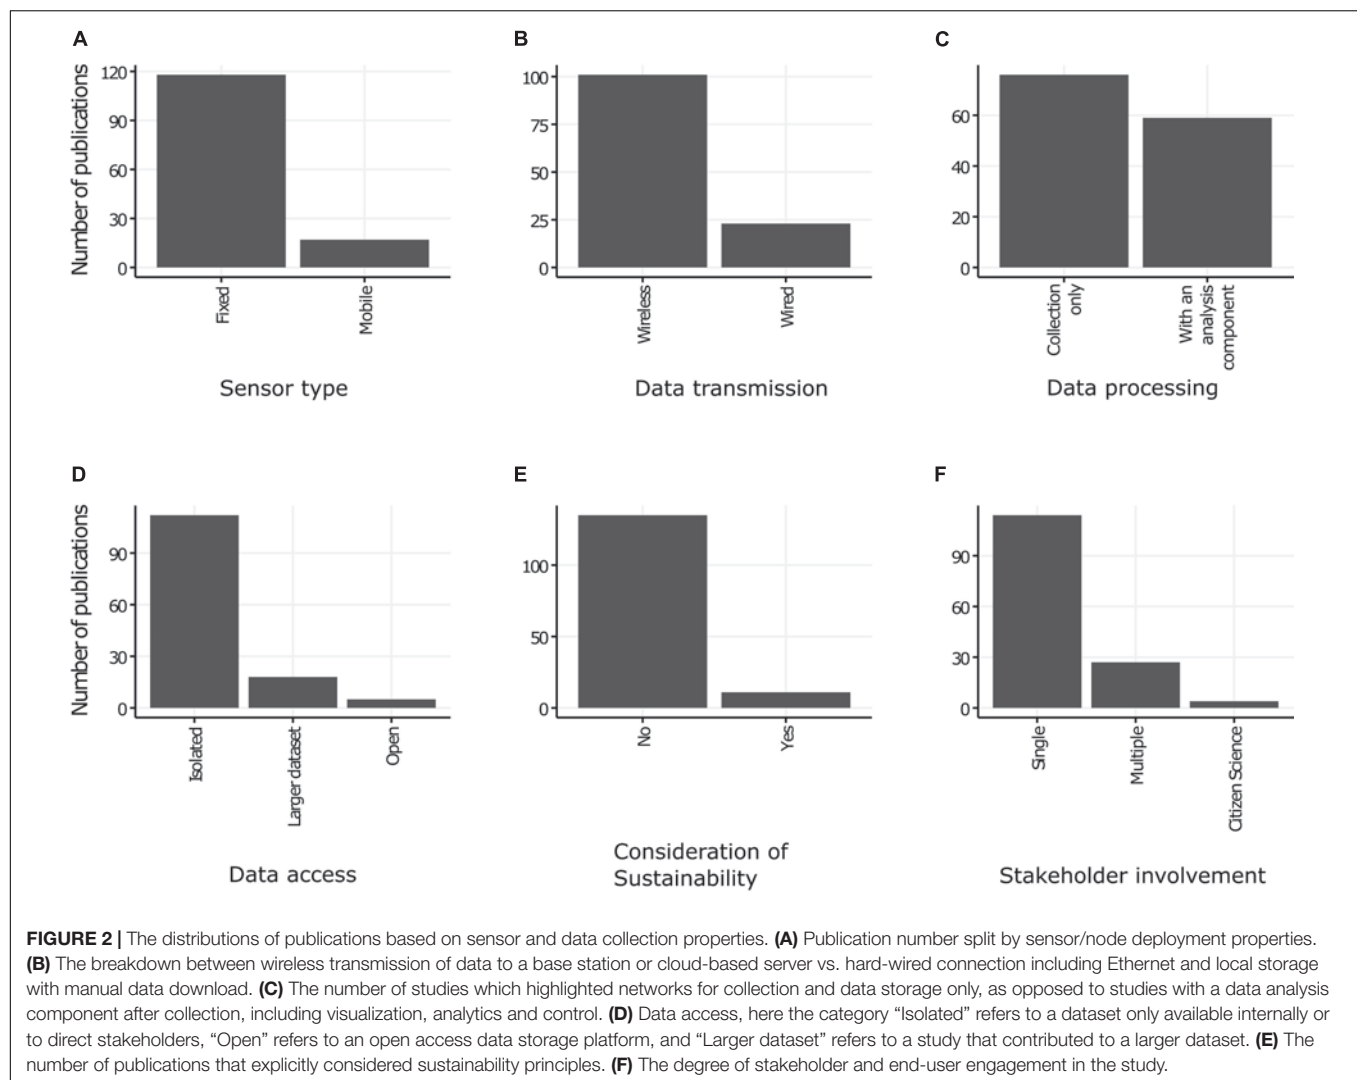 A
Number of publications
120
90
60
30
0
Fixed
Mobile
Sensor type
B
100
75
50
25
0
Wireless
Wired
Data transmission
C
60
40
20
0
Collection
only
With an
analysis
component
Data processing
D
Number of publications
90
60
30
0
Isolated
Larger dataset
Open
Data access
E
100
50
0
No
Yes
Consideration of
Sustainability
F
90
60
30
0
Single
Multiple
Citizen Science
Stakeholder involvement
FIGURE 2 | The distributions of publications based on sensor and data collection properties. (A) Publication number split by sensor/node deployment properties.
(B) The breakdown between wireless transmission of data to a base station or cloud-based server vs. hard-wired connection including Ethernet and local storage
with manual data download. (C) The number of studies which highlighted networks for collection and data storage only, as opposed to studies with a data analysis
component after collection, including visualization, analytics and control. (D) Data access, here the category “Isolated” refers to a dataset only available internally or
to direct stakeholders, “Open” refers to an open access data storage platform, and “Larger dataset” refers to a study that contributed to a larger dataset. (E) The
number of publications that explicitly considered sustainability principles. (F) The degree of stakeholder and end-user engagement in the study.